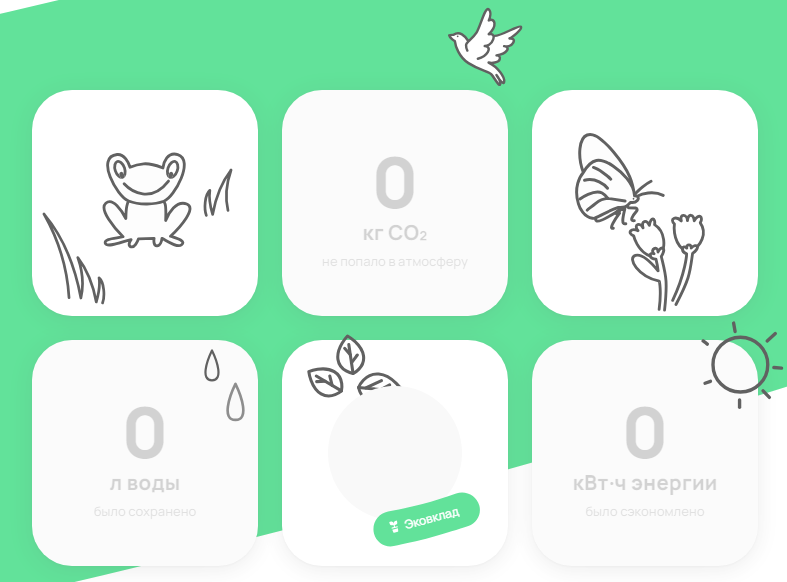 0
кг CO₂
не попало в атмосферу
0
л воды
было сохранено
Эковклад
0
кВт·ч энергии
было сэкономлено